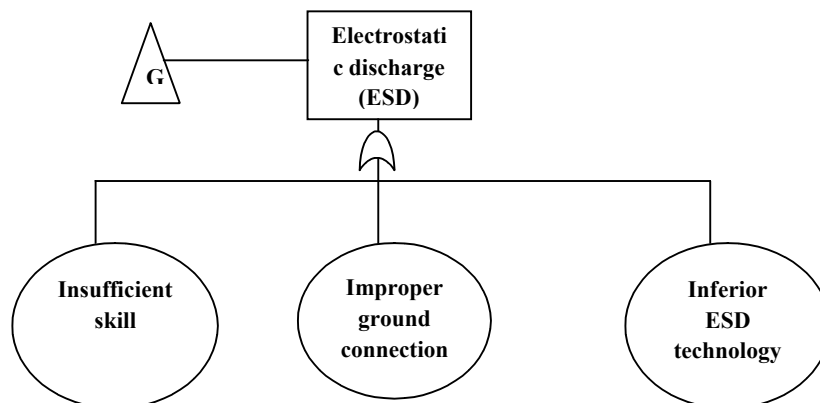 G
Electrostati
c discharge
(ESD)
Insufficient
skill
Improper
ground
connection
Inferior
ESD
technology